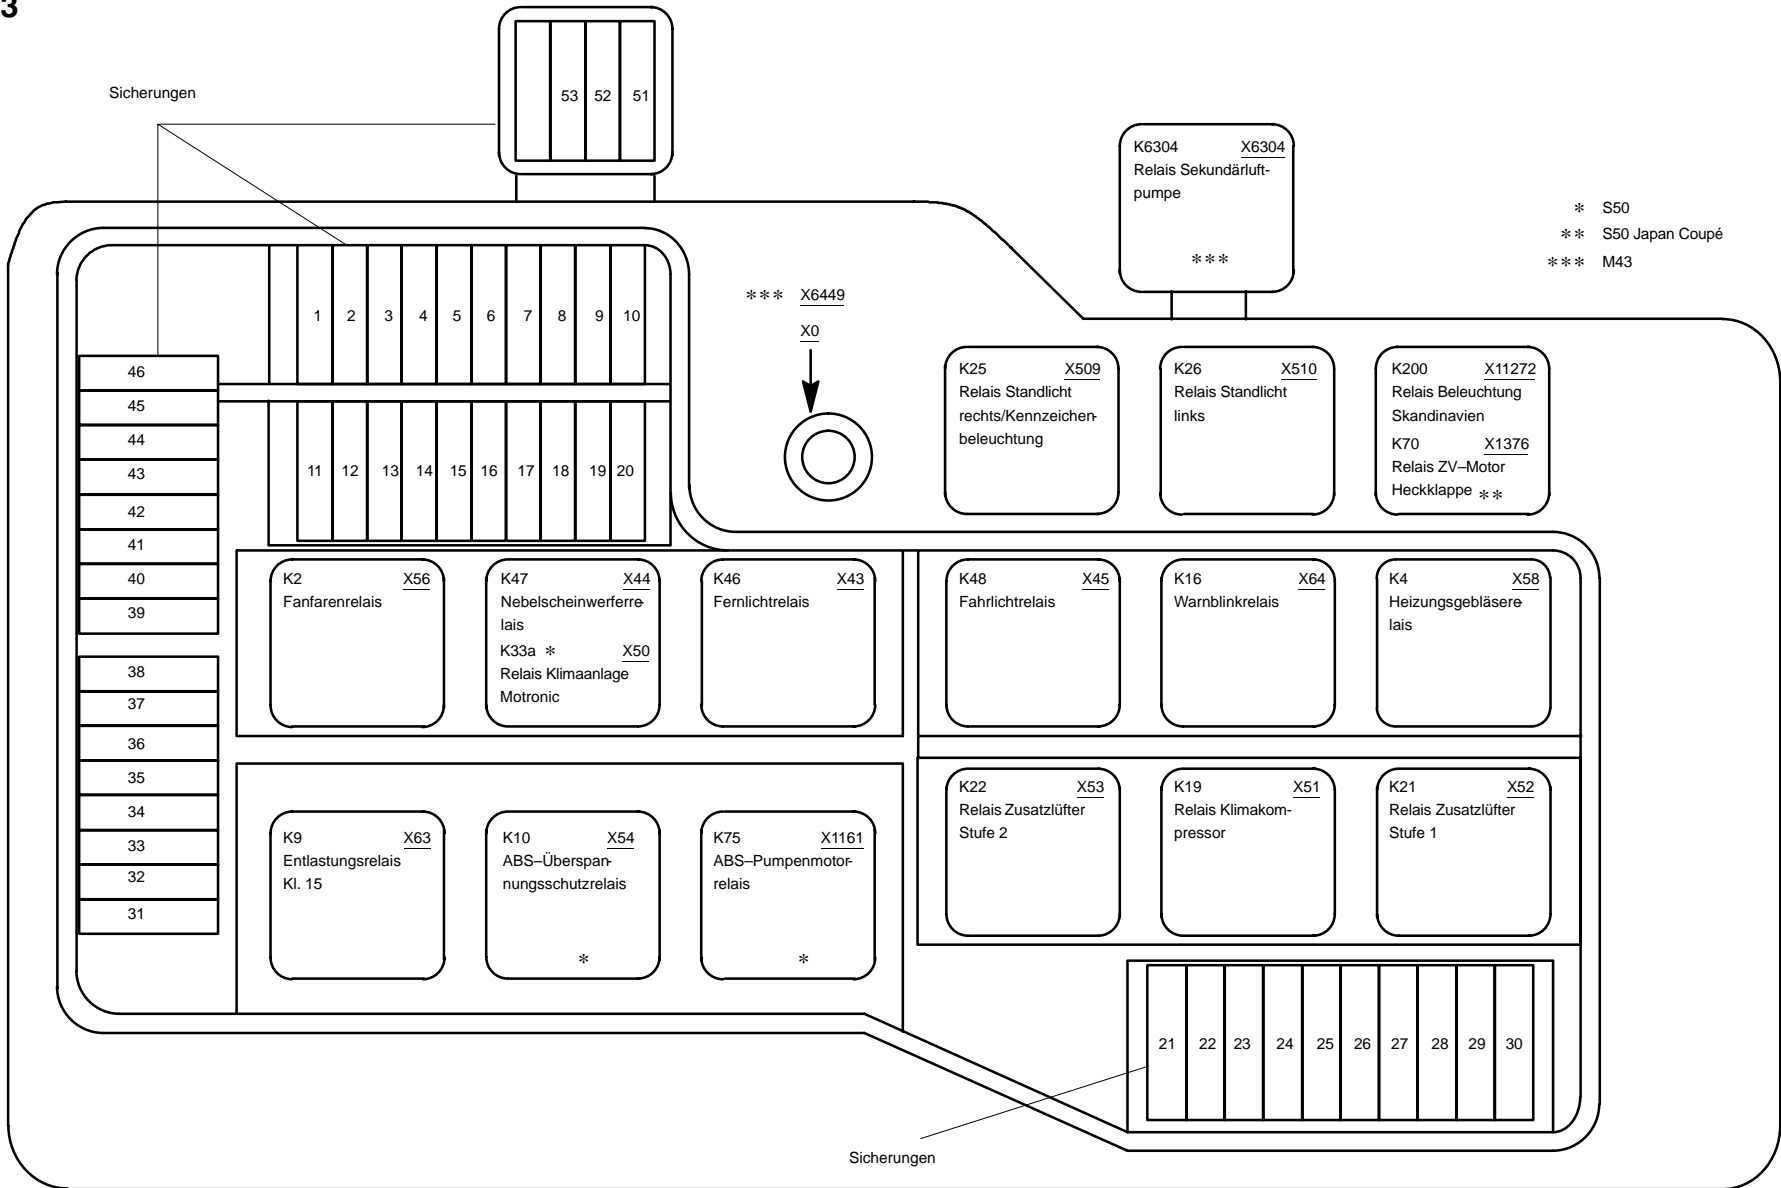 3
Sicherungen
53 52 51
K6304 X6304
Relais Sekundärluft-
pumpe
***
* S50
** S50 Japan Coupé
*** M43
1 2 3 4 5 6 7 8 9 10
*** X6449
X0
46
45
44
43
42
41
40
39
38
37
36
35
34
33
32
31
11 12 13 14 15 16 17 18 19 20
K25 X509
Relais Standlicht
rechts/Kennzeichen-
beleuchtung
K26 X510
Relais Standlicht
links
K200 X11272
Relais Beleuchtung
Skandinavien
K70 X1376
Relais ZV–Motor
Heckklappe **
K2 X56
Fanfarenrelais
K47 X44
Nebelscheinwerferre-
lais
K33a * X50
Relais Klimaanlage
Motronic
K46 X43
Fernlichtrelais
K48 X45
Fahrlichtrelais
K16 X64
Warnblinkrelais
K4 X58
Heizungsgebläsere-
lais
K9 X63
Entlastungsrelais
Kl. 15
K10 X54
ABS–Überspan-
nungsschutzrelais
*
K75 X1161
ABS–Pumpenmotor-
relais
*
K22 X53
Relais Zusatzlüfter
Stufe 2
K19 X51
Relais Klimakom-
pressor
K21 X52
Relais Zusatzlüfter
Stufe 1
21 22 23 24 25 26 27 28 29 30
Sicherungen